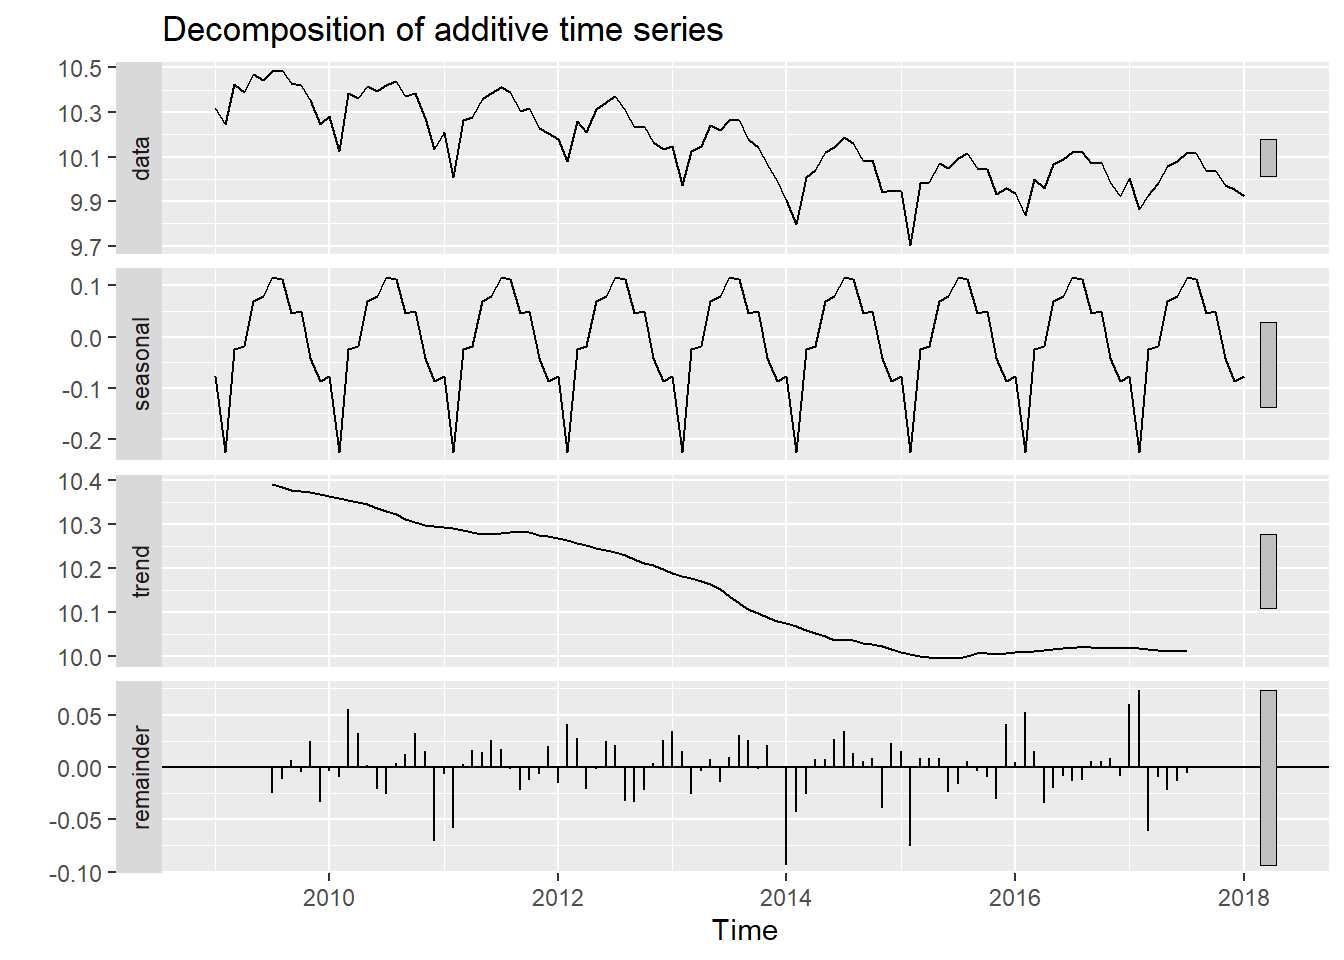 Decomposition of additive time series
10.5
10.3
10.1
9.9
9.7
data
0.1
0.0
-0.1
-0.2
seasonal
10.4
10.3
10.2
10.1
10.0
trend
0.05
0.00
-0.05
-0.10
remainder
2010 2012 2014 2016 2018
Time